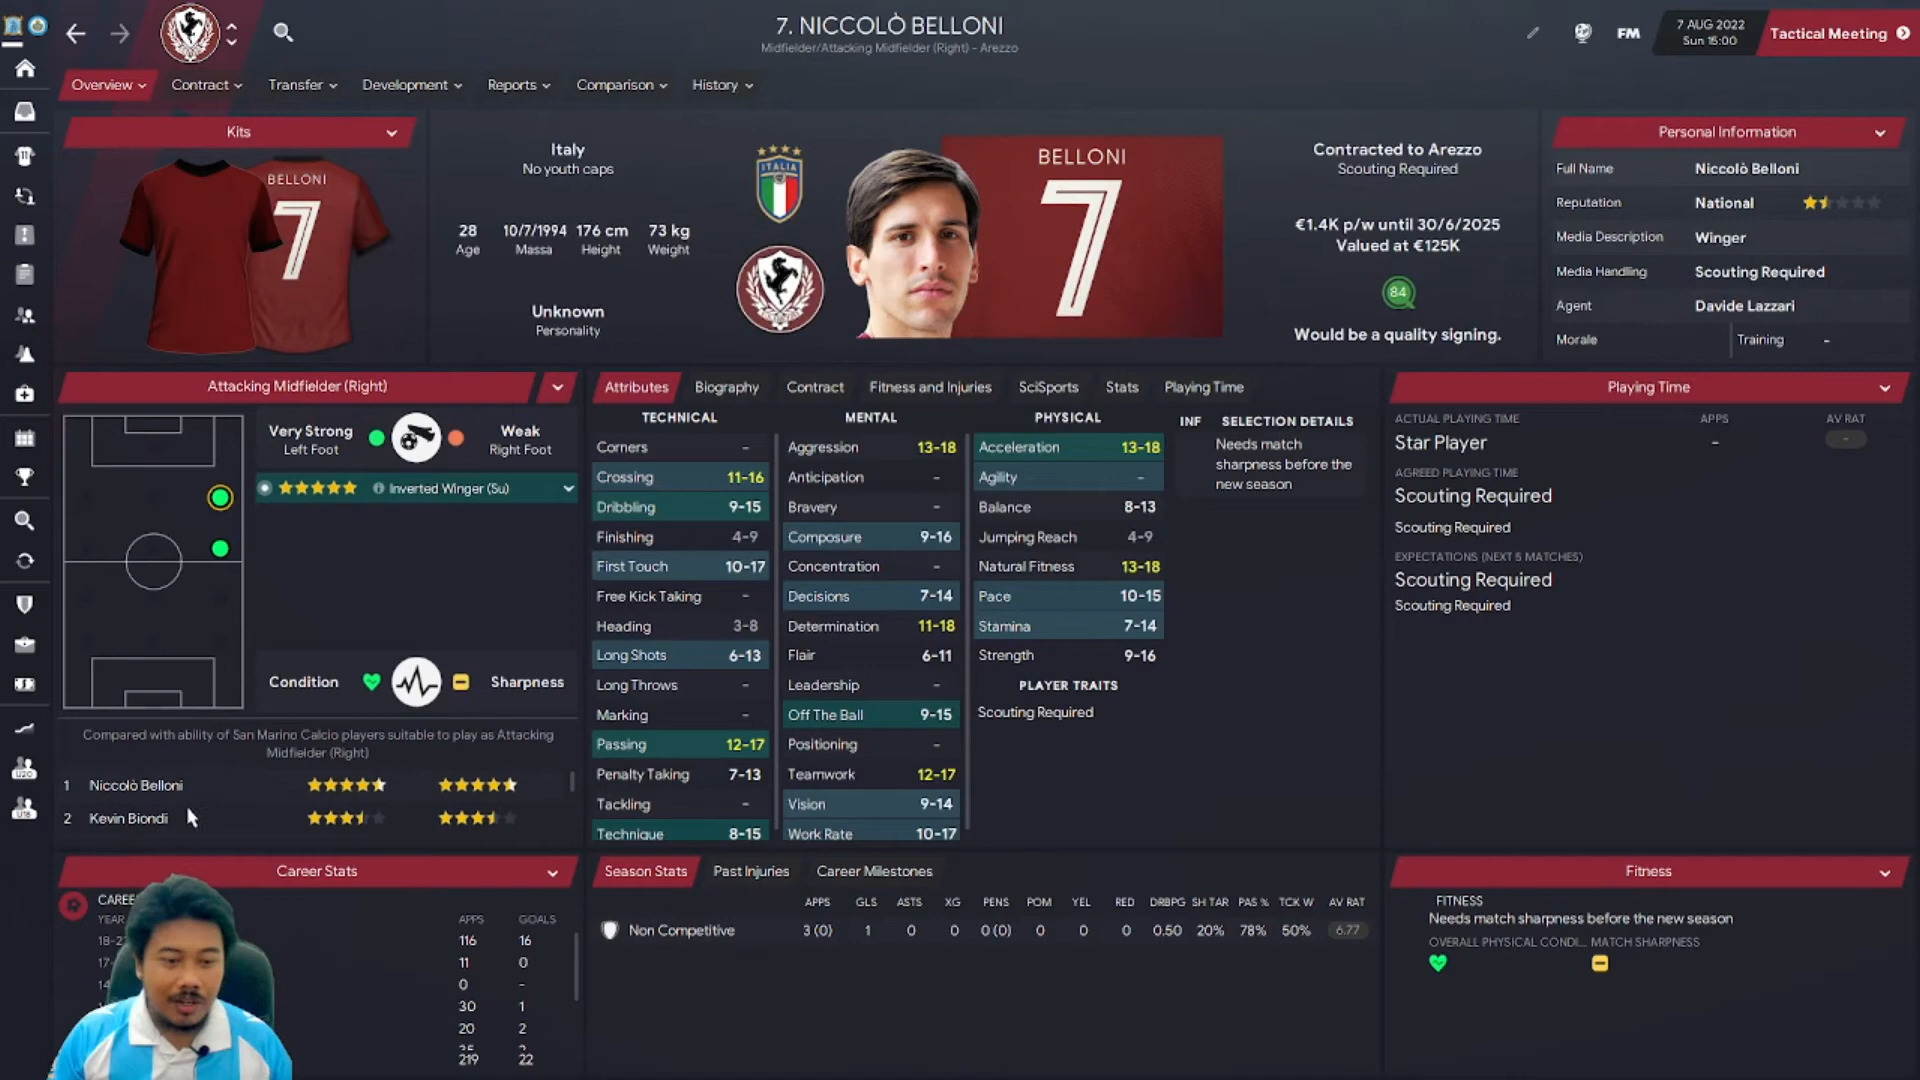 7. NICCOLÒ BELLONI
Midfielder/Attacking Midfielder (Right) - Arezzo
FM
7 AUG 2022
Sun 15:00
Tactical Meeting
Overview
Contract
Transfer
Development
Reports
Comparison
History
Kits
BELLONI
7
Italy
No youth caps
28
Age
10/7/1994
Massa
176 cm
Height
73 kg
Weight
Unknown
Personality
ITALIA
BELLONI
7
Contracted to Arezzo
Scouting Required
€1.4K p/w until 30/6/2025
Valued at €125K
84
Would be a quality signing.
Personal Information
Full Name Niccolò Belloni
Reputation National
Media Description Winger
Media Handling Scouting Required
Agent Davide Lazzari
Morale Training -
Attacking Midfielder (Right)
Very Strong
Left Foot
Weak
Right Foot
Inverted Winger (Su)
Condition
Sharpness
Compared with ability of San Marino Calcio players suitable to play as Attacking
Midfielder (Right)
1 Niccolò Belloni
2 Kevin Biondi
Attributes
Biography
Contract
Fitness and Injuries
SciSports
Stats
Playing Time
TECHNICAL
Corners -
Crossing 11-16
Dribbling 9-15
Finishing 4-9
First Touch 10-17
Free Kick Taking -
Heading 3-8
Long Shots 6-13
Long Throws -
Marking -
Passing 12-17
Penalty Taking 7-13
Tackling -
Technique 8-15
MENTAL
Aggression 13-18
Anticipation -
Bravery -
Composure 9-16
Concentration -
Decisions 7-14
Determination 11-18
Flair 6-11
Leadership -
Off The Ball 9-15
Positioning -
Teamwork 12-17
Vision 9-14
Work Rate 10-17
PHYSICAL
Acceleration 13-18
Agility -
Balance 8-13
Jumping Reach 4-9
Natural Fitness 13-18
Pace 10-15
Stamina 7-14
Strength 9-16
PLAYER TRAITS
Scouting Required
INF SELECTION DETAILS
Needs match
sharpness before the
new season
Playing Time
ACTUAL PLAYING TIME APPS AV RAT
Star Player - -
AGREED PLAYING TIME
Scouting Required
Scouting Required
EXPECTATIONS (NEXT 5 MATCHES)
Scouting Required
Scouting Required
Career Stats
YEAR APPS GOALS
116 16
11 0
0 -
30 1
20 2
219 22
Season Stats
Past Injuries
Career Milestones
APPS GLS ASTS XG PENS POM YEL RED DRBPG SH TAR PAS % TCK W AV RAT
Non Competitive 3 (0) 1 0 0 0 (0) 0 0 0 0.50 20% 78% 50% 6.77
Fitness
FITNESS
Needs match sharpness before the new season
OVERALL PHYSICAL CONDI... MATCH SHARPNESS
U20
U18